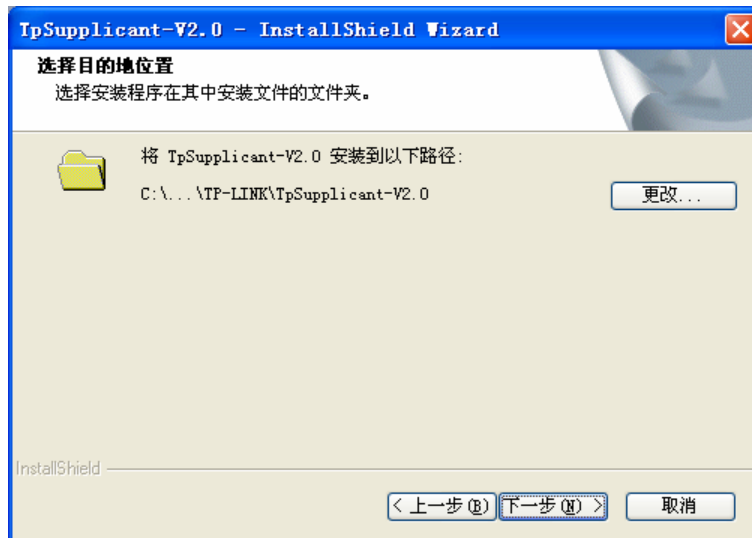 TpSupplicant-V2.0 - InstallShield Wizard
选择目的地位置
选择安装程序在其中安装文件的文件夹。
将 TpSupplicant-V2.0 安装到以下路径:
C:\...\TP-LINK\TpSupplicant-V2.0
更改...
InstallShield
< 上一步(B) 下一步(N) > 取消